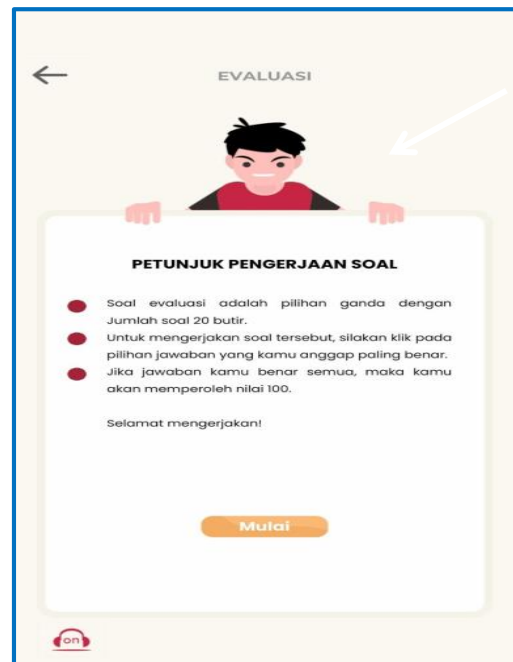 EVALUASI
PETUNJUK PENGERJAAN SOAL
Soal evaluasi adalah pilihan ganda dengan
Jumlah soal 20 butir.
Untuk mengerjakan soal tersebut, silakan klik pada
pilihan jawaban yang kamu anggap paling benar.
Jika jawaban kamu benar semua, maka kamu
akan memperoleh nilai 100.
Selamat mengerjakan!
Mulai
on